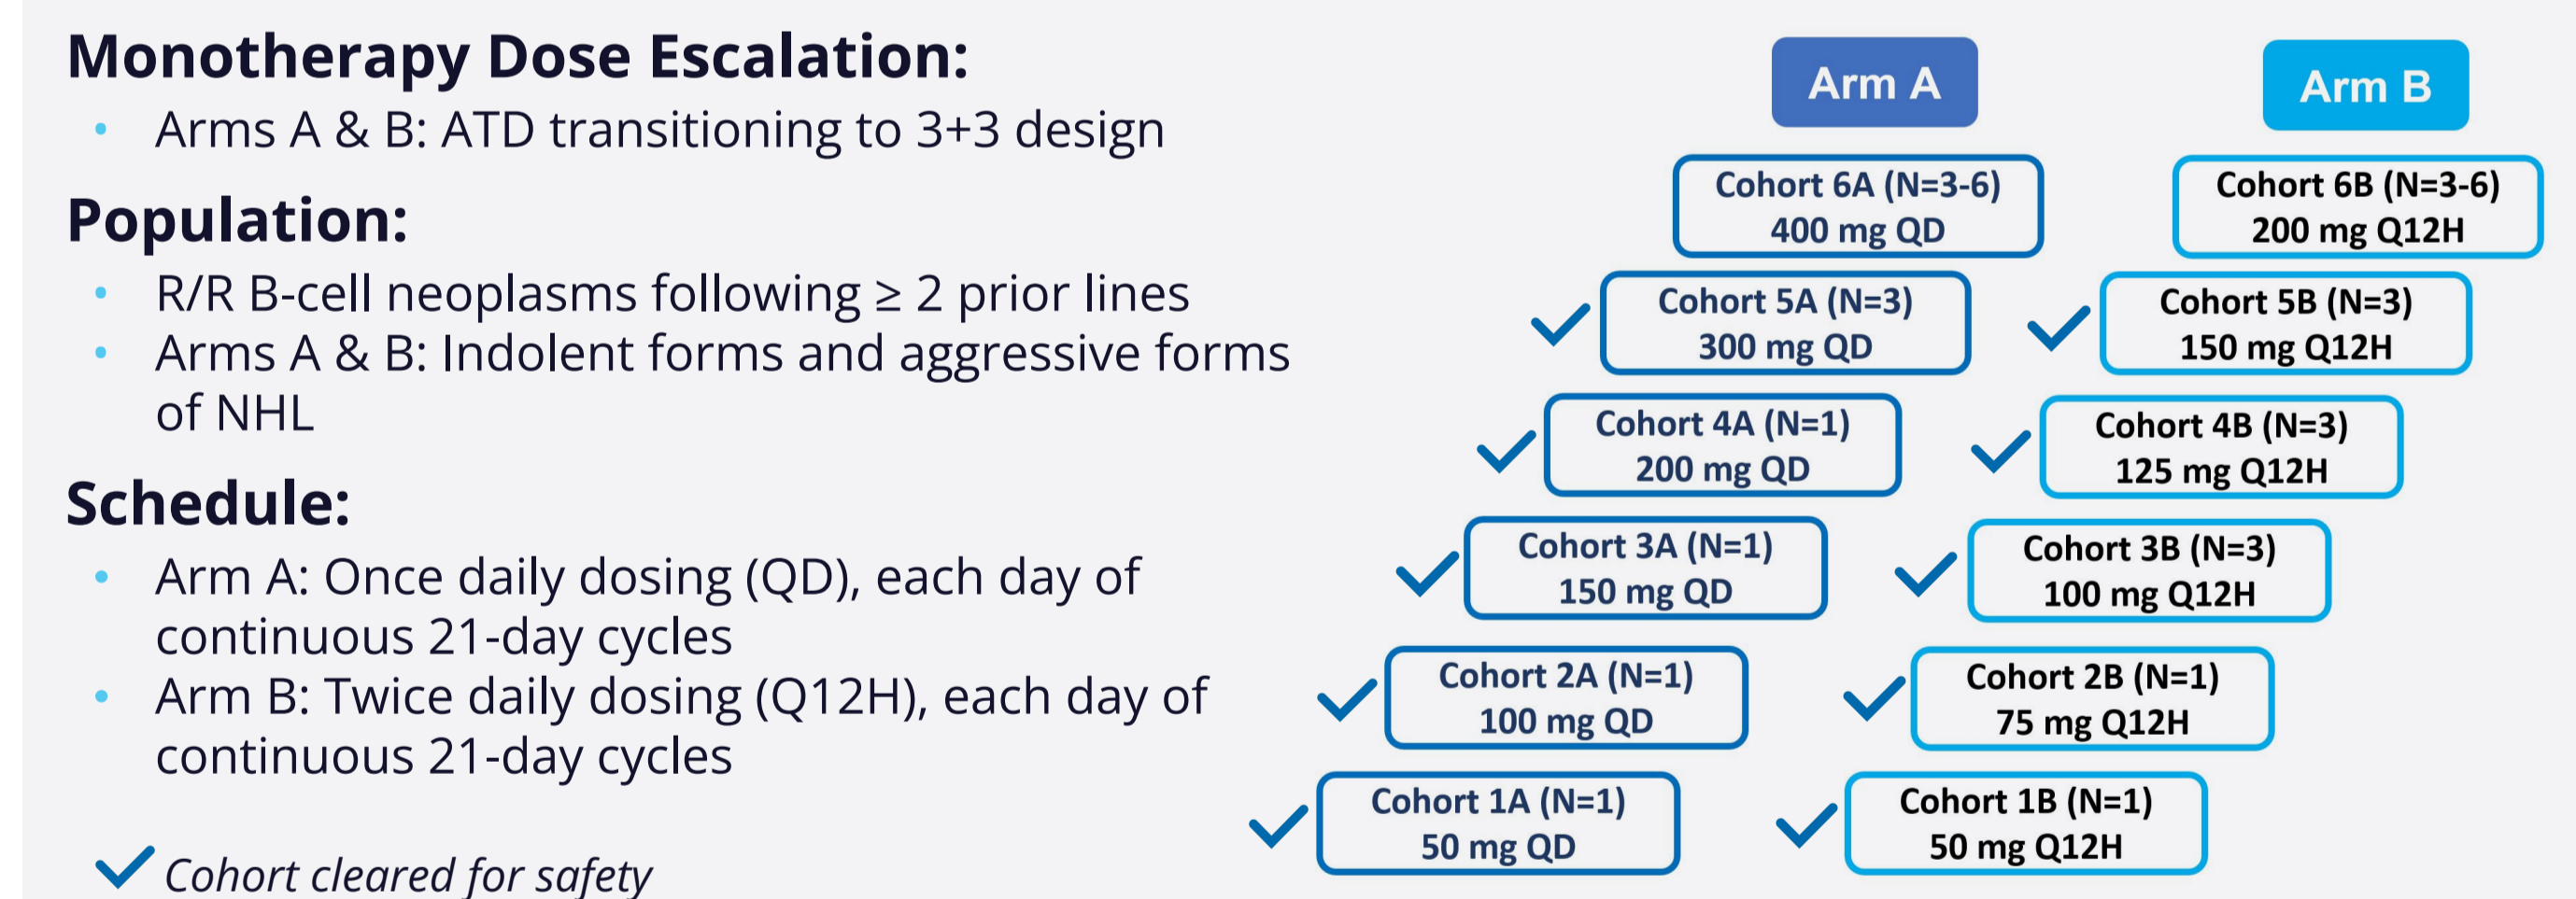 Monotherapy Dose Escalation:
• Arms A & B: ATD transitioning to 3+3 design
Population:
• R/R B-cell neoplasms following ≥ 2 prior lines
• Arms A & B: Indolent forms and aggressive forms
of NHL
Schedule:
• Arm A: Once daily dosing (QD), each day of
continuous 21-day cycles
• Arm B: Twice daily dosing (Q12H), each day of
continuous 21-day cycles
Cohort cleared for safety
Arm A
Cohort 6A (N=3-6)
400 mg QD
Cohort 5A (N=3)
300 mg QD
Cohort 4A (N=1)
200 mg QD
Cohort 3A (N=1)
150 mg QD
Cohort 2A (N=1)
100 mg QD
Cohort 1A (N=1)
50 mg QD
Arm B
Cohort 6B (N=3-6)
200 mg Q12H
Cohort 5B (N=3)
150 mg Q12H
Cohort 4B (N=3)
125 mg Q12H
Cohort 3B (N=3)
100 mg Q12H
Cohort 2B (N=1)
75 mg Q12H
Cohort 1B (N=1)
50 mg Q12H